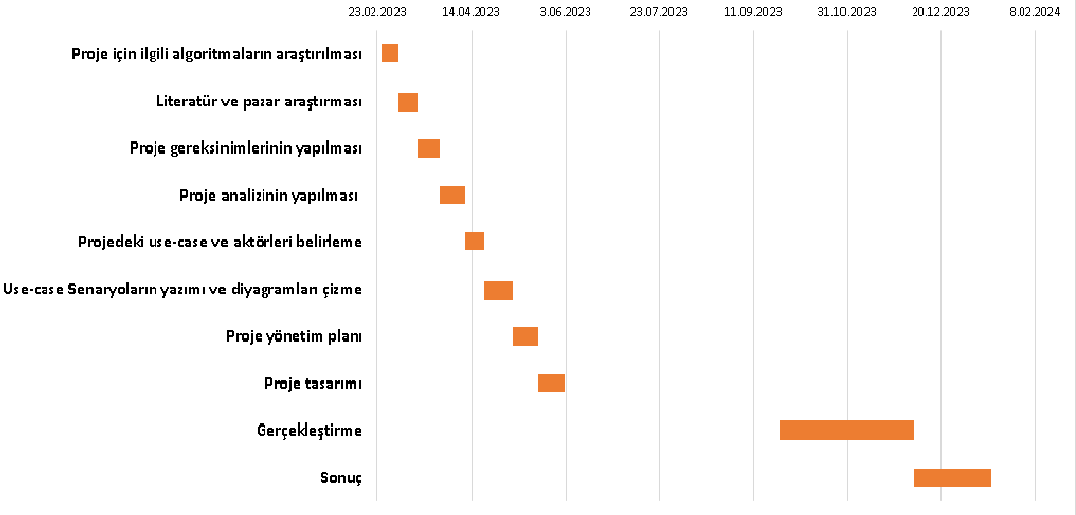 23.02.2023 14.04.2023 3.06.2023 23.07.2023 11.09.2023 31.10.2023 20.12.2023 8.02.2024
Proje için ilgili algoritmaların araştırılması
Literatür ve pazar araştırması
Proje gereksinimlerinin yapılması
Proje analizinin yapılması
Projedeki use-case ve aktörleri belirleme
Use-case Senaryoların yazımı ve diyagramları çizme
Proje yönetim planı
Proje tasarımı
Gerçekleştirme
Sonuç